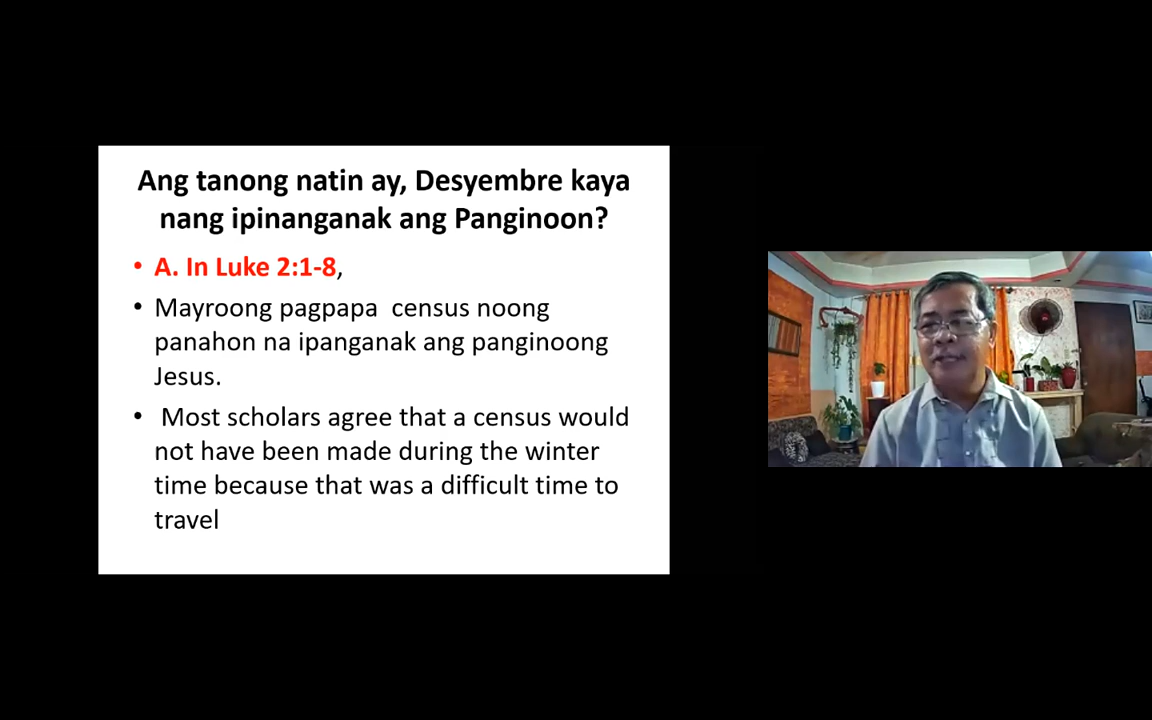 Ang tanong natin ay, Desyembre kaya
nang ipinanganak ang Panginoon?
• A. In Luke 2:1-8,
• Mayroong pagpapa  census noong
panahon na ipanganak ang panginoong
Jesus.
•  Most scholars agree that a census would
not have been made during the winter
time because that was a difficult time to
travel